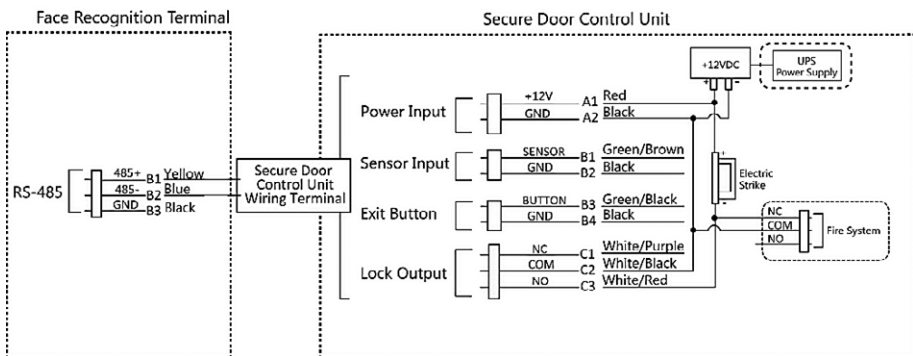 Face Recognition Terminal
Secure Door Control Unit
+12VDC
+ -
UPS
Power Supply
Power Input
+12V A1 Red
GND A2 Black
Sensor Input
SENSOR B1 Green/Brown
GND B2 Black
RS-485
485+ B1 Yellow
485- B2 Blue
GND B3 Black
Secure Door
Control Unit
Wiring Terminal
+
Electric
Strike
-
Exit Button
BUTTON B3 Green/Black
GND B4 Black
NC
COM
NO
Fire System
Lock Output
NC C1 White/Purple
COM C2 White/Black
NO C3 White/Red